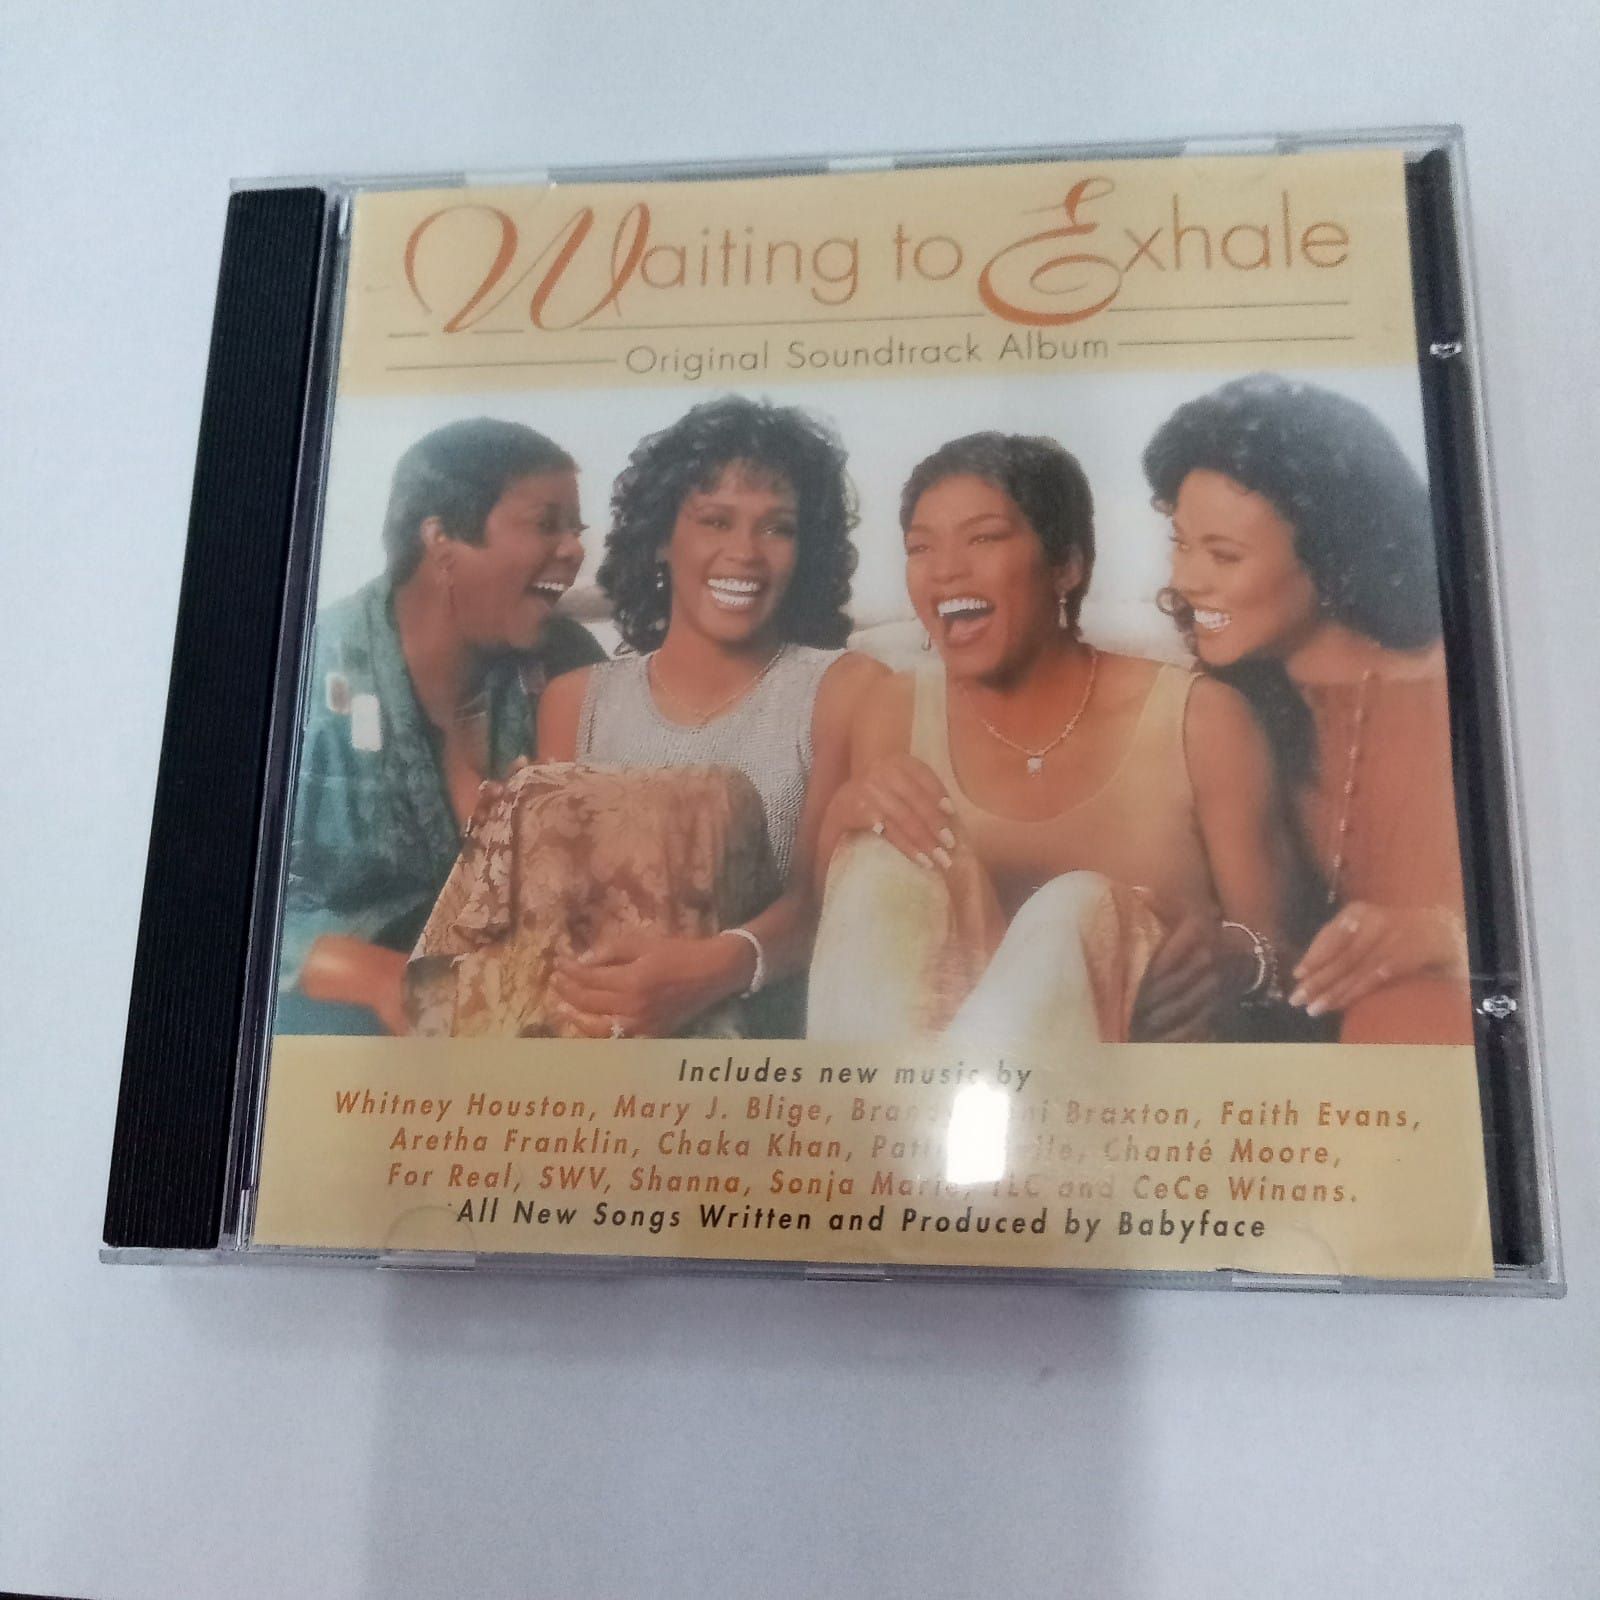 Waiting to Exhale
Original Soundtrack Album
Includes new music by
Whitney Houston, Mary J. Blige, Braxton, Faith Evans,
Aretha Franklin, Chaka Khan, Chanté Moore,
For Real, SWV, Shanna, Sonja Marie, TLC and CeCe Winans.
All New Songs Written and Produced by Babyface